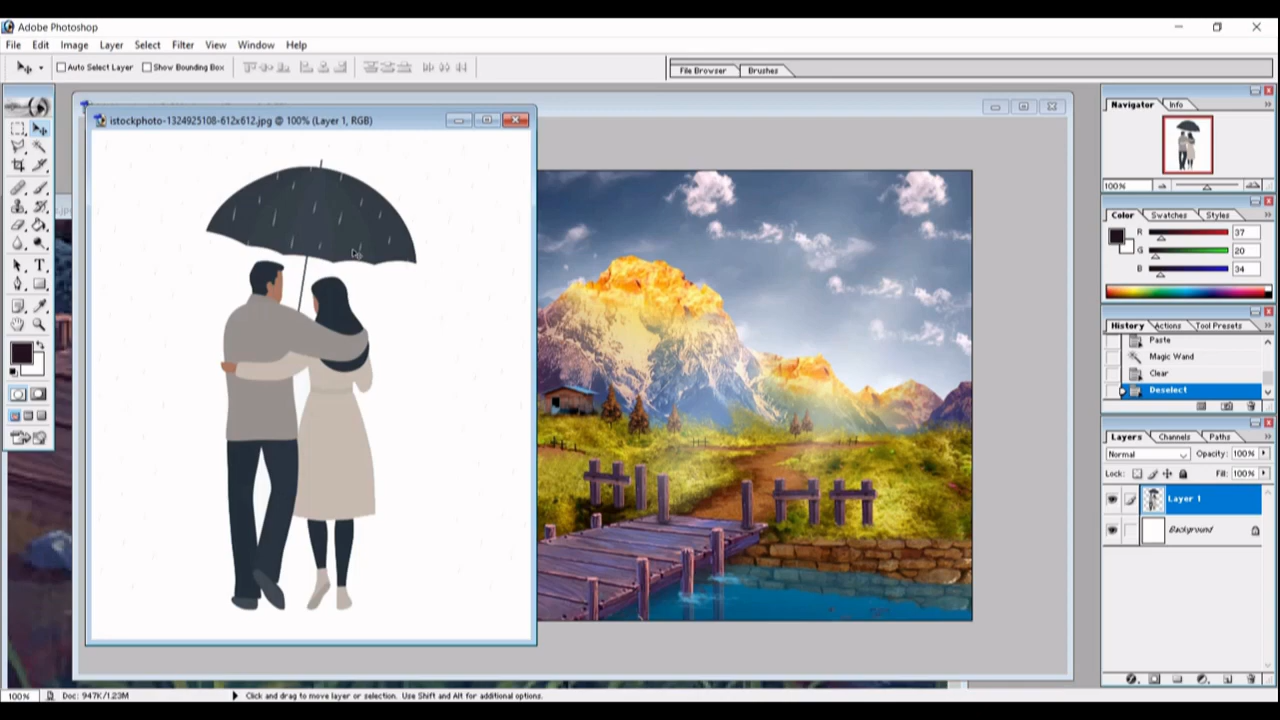 Adobe Photoshop
File Edit Image Layer Select Filter View Window Help
Auto Select Layer Show Bounding Box
File Browser Brushes
istockphoto-1324925108-612x612.jpg @ 100% (Layer 1, RGB)
Navigator Info
100%
Color Swatches Styles
R 37
G 20
B 34
History Actions Tool Presets
Paste
Magic Wand
Clear
Deselect
Layers Channels Paths
Normal Opacity: 100%
Lock: Fill: 100%
Layer 1
Background
100% Doc: 947K/1.23M Click and drag to move layer or selection. Use Shift and Alt for additional options.